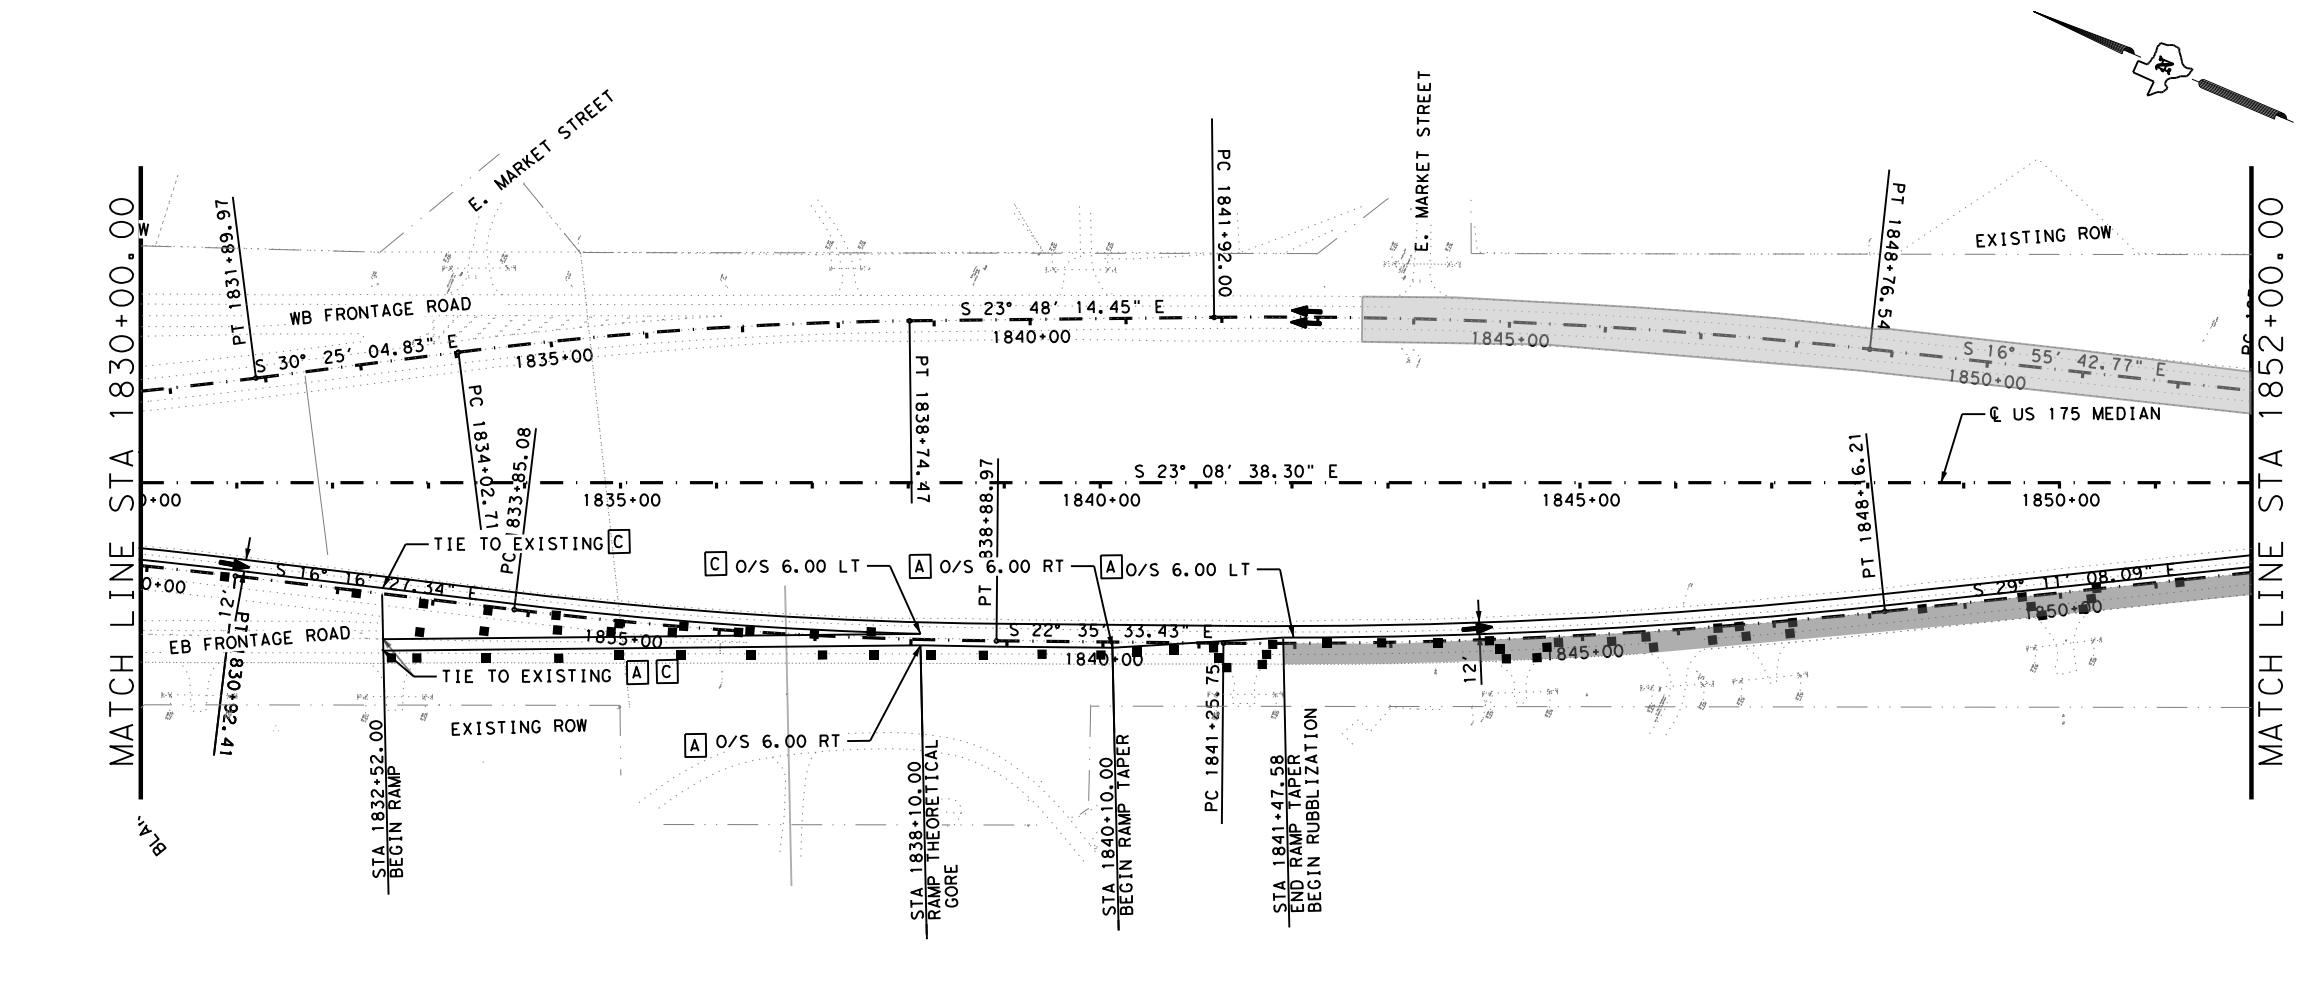 MATCH LINE STA 1830+00.00
W
PT 1831+89.97
E. MARKET STREET
PC 1841+92.00
E. MARKET STREET
PT 1848+76.54
EXISTING ROW
N
MATCH LINE STA 1852+00.00
WB FRONTAGE ROAD
S 30° 25' 04.83" E
1835+00
S 23° 48' 14.45" E
1840+00
1845+00
S 16° 55' 42.77" E
1850+00
℄ US 175 MEDIAN
PC 1834+02.71
PC 1833+85.08
PT 1838+74.47
PT 1838+88.97
S 23° 08' 38.30" E
PT 1848+16.21
0+00
1835+00
1840+00
1845+00
1850+00
TIE TO EXISTING C
C O/S 6.00 LT
A O/S 6.00 RT
A O/S 6.00 LT
S 16° 16' 27.34" E
0+00
12'
PT 1830+92.41
EB FRONTAGE ROAD
1835+00
S 22° 35' 33.43" E
1840+00
1845+00
S 29° 11' 08.09" E
1850+00
12'
TIE TO EXISTING A C
EXISTING ROW
A O/S 6.00 RT
STA 1832+52.00
BEGIN RAMP
STA 1838+10.00
RAMP THEORETICAL
GORE
STA 1840+10.00
BEGIN RAMP TAPER
PC 1841+25.75
STA 1841+47.58
END RAMP TAPER
BEGIN RUBBLIZATION